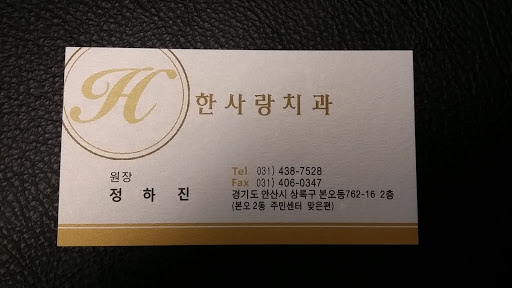 H
한사랑치과
원장
정 하 진
Tel 031) 438-7528
Fax 031) 406-0347
경기도 안산시 상록구 본오동762-16 2층
(본오2동 주민센터 맞은편)